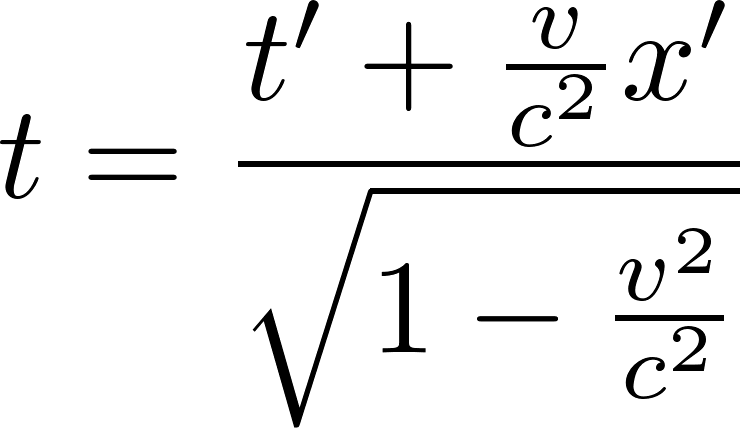 t = \frac{t' + \frac{v}{c^2}x'}{\sqrt{1 - \frac{v^2}{c^2}}}